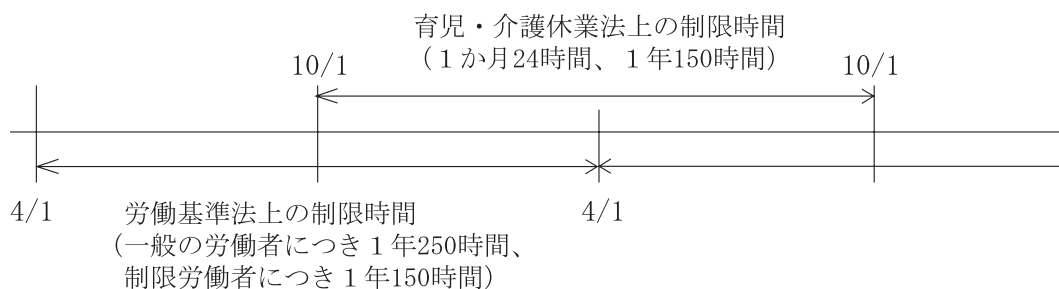 育児・介護休業法上の制限時間
（１か月24時間、１年150時間）
10/1
10/1
4/1
4/1
労働基準法上の制限時間
（一般の労働者につき１年250時間、
制限労働者につき１年150時間）